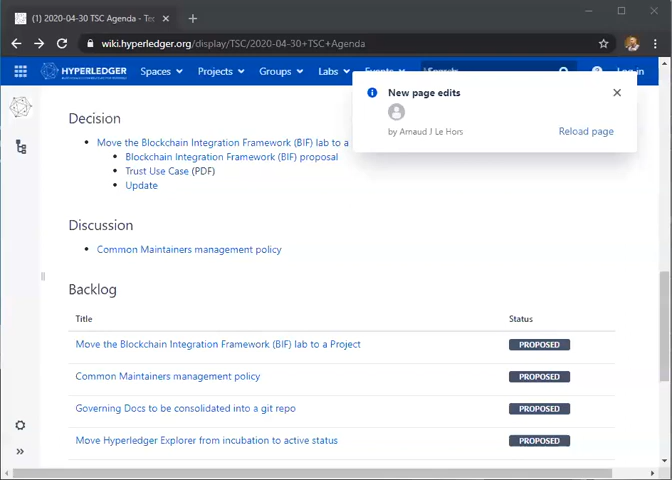 (1) 2020-04-30 TSC Agenda - Tec
wiki.hyperledger.org/display/TSC/2020-04-30+TSC+Agenda
HYPERLEDGER Spaces Projects Groups Labs Events Search Log in
New page edits
by Arnaud J Le Hors Reload page
Decision
Move the Blockchain Integration Framework (BIF) lab to a
Blockchain Integration Framework (BIF) proposal
Trust Use Case (PDF)
Update
Discussion
Common Maintainers management policy
Backlog
Title Status
Move the Blockchain Integration Framework (BIF) lab to a Project PROPOSED
Common Maintainers management policy PROPOSED
Governing Docs to be consolidated into a git repo PROPOSED
Move Hyperledger Explorer from incubation to active status PROPOSED